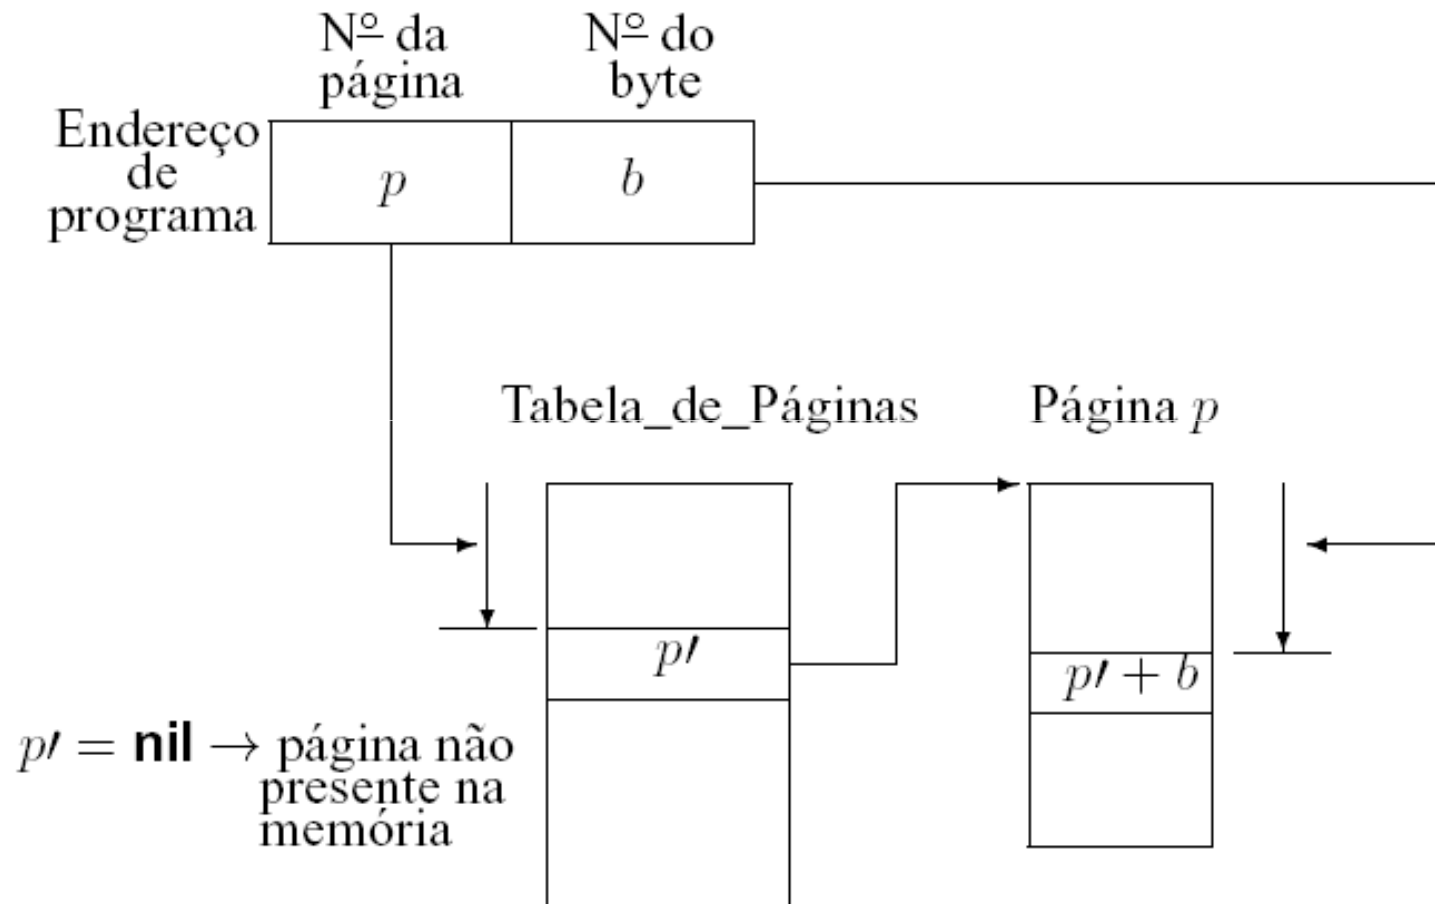 Nº da
página
Nº do
byte
Endereço
de
programa
p
b
Tabela_de_Páginas
Página p
p′
p′ + b
p′ = nil → página não
presente na
memória